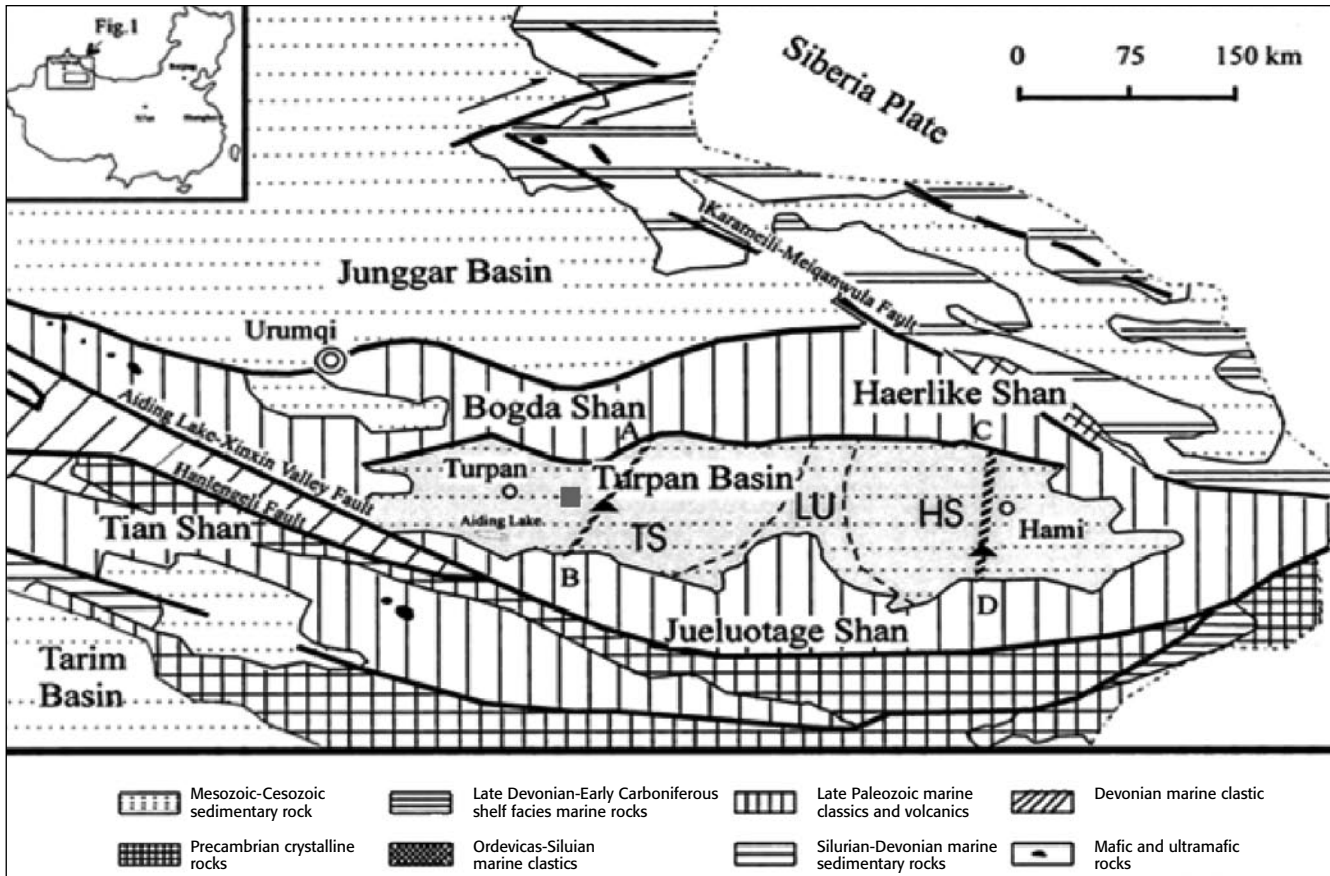 Fig.1
Siberia Plate
0 75 150 km
Karameili-Meiqanwula Fault
Junggar Basin
Urumqi
Bogda Shan
Haerlike Shan
Aiding Lake-Xinxin Valley Fault
A
C
Turpan
Turpan Basin
Hanlenggli Fault
Tian Shan
Aiding Lake
TS
LU
HS
Hami
B
D
Jueluotage Shan
Tarim
Basin
Mesozoic-Cesozoic
sedimentary rock
Late Devonian-Early Carboniferous
shelf facies marine rocks
Late Paleozoic marine
classics and volcanics
Devonian marine clastic
Precambrian crystalline
rocks
Ordevicas-Siluian
marine clastics
Silurian-Devonian marine
sedimentary rocks
Mafic and ultramafic
rocks